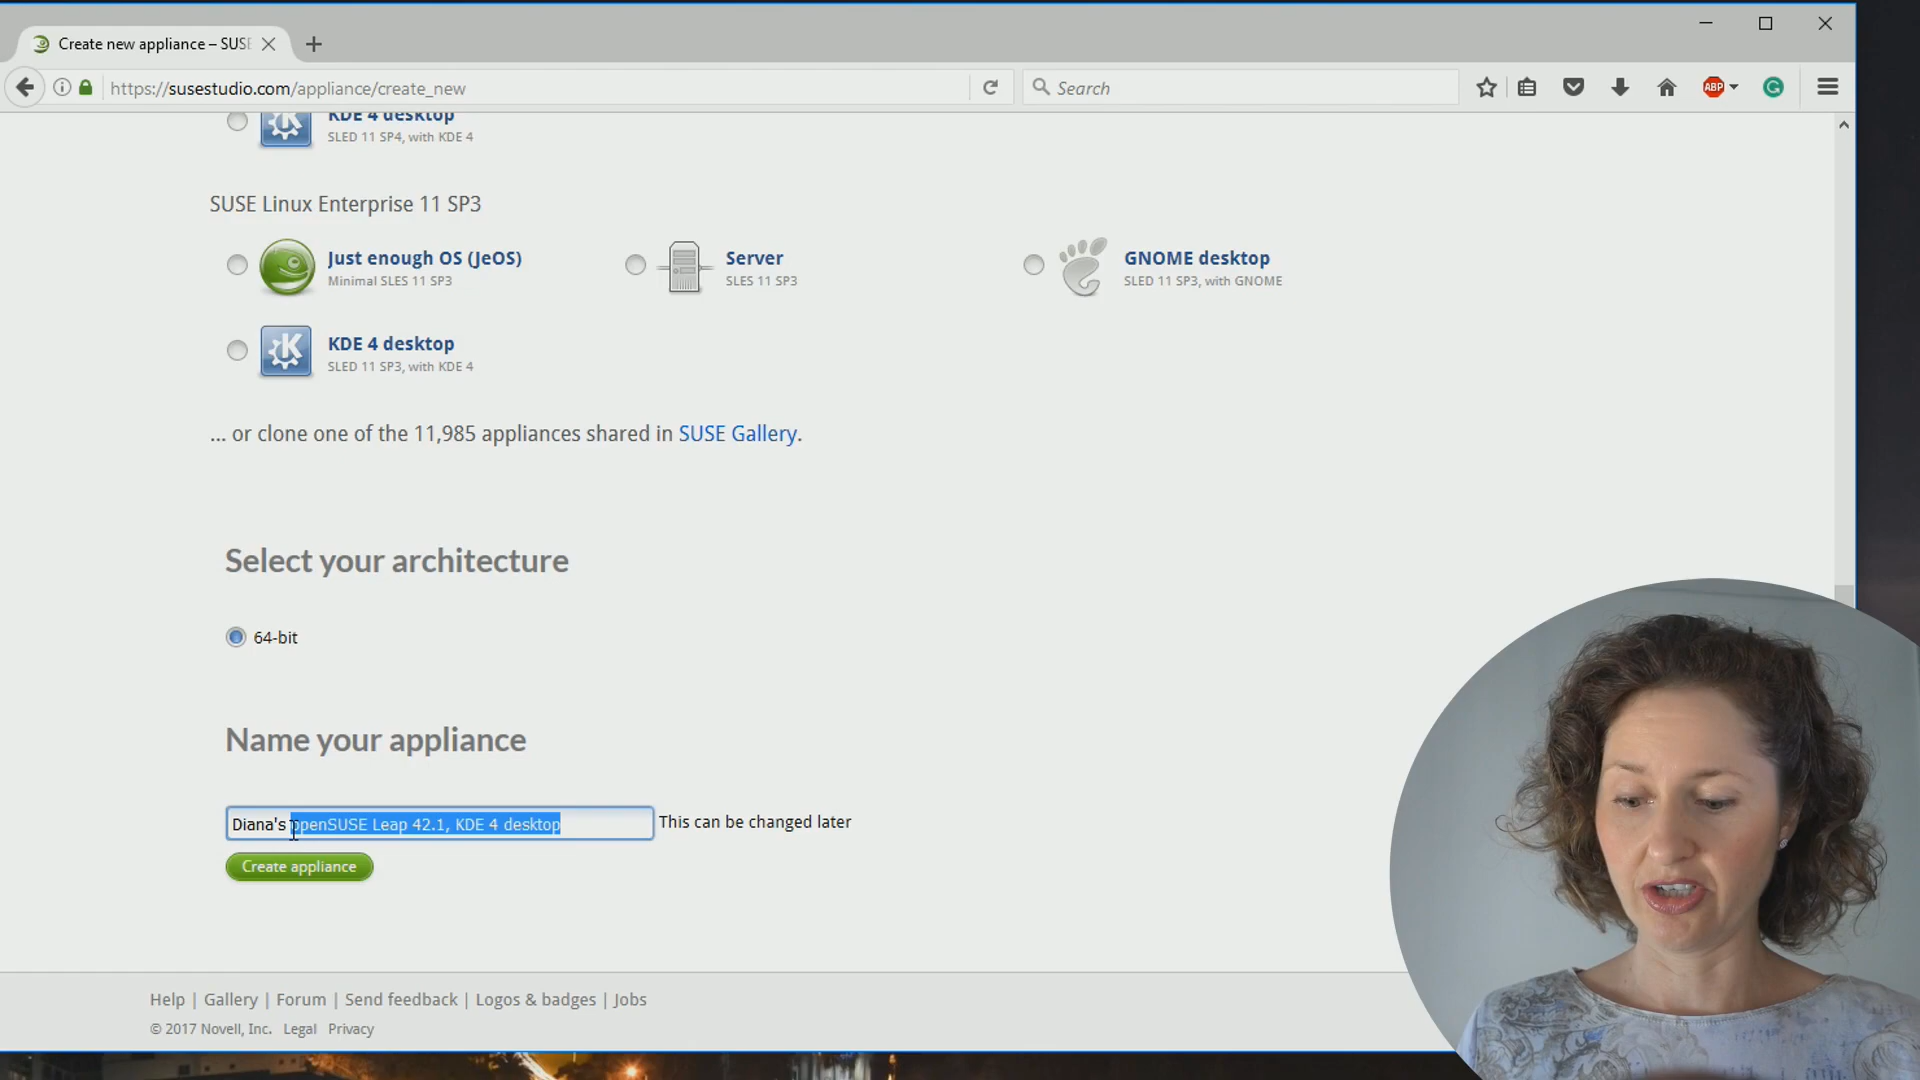 Create new appliance – SUSE
https://susestudio.com/appliance/create_new
Search
ABP
KDE 4 desktop
SLED 11 SP4, with KDE 4
SUSE Linux Enterprise 11 SP3
Just enough OS (JeOS)
Minimal SLES 11 SP3
Server
SLES 11 SP3
GNOME desktop
SLED 11 SP3, with GNOME
KDE 4 desktop
SLED 11 SP3, with KDE 4
... or clone one of the 11,985 appliances shared in SUSE Gallery.
Select your architecture
64-bit
Name your appliance
Diana's openSUSE Leap 42.1, KDE 4 desktop
This can be changed later
Create appliance
Help | Gallery | Forum | Send feedback | Logos & badges | Jobs
© 2017 Novell, Inc. Legal Privacy